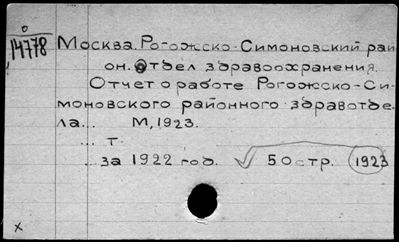 о
14778
Москва. Рогожско-Симоновский рай
он. Отдел здравоохранения.
Отчет о работе Рогожско-Си-
моновского районного здравотде-
ла... М, 1923.
... т.
... за 1922 год. √ 50 стр. 1923
x